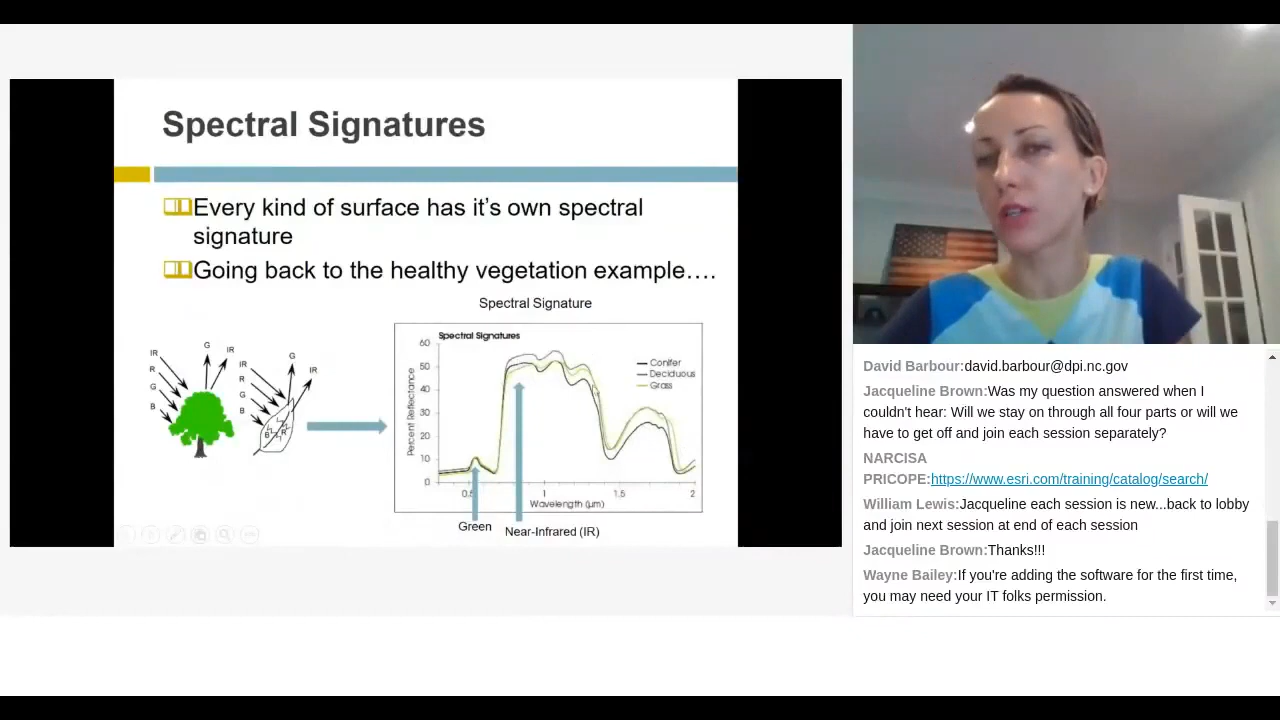 Spectral Signatures
Every kind of surface has it's own spectral
signature
Going back to the healthy vegetation example….
Spectral Signature
Spectral Signatures
60
50
40
30
20
10
0
Percent Reflectance
Conifer
Deciduous
Grass
0.5
1
1.5
2
Wavelength (µm)
Green
Near-Infrared (IR)
IR
R
G
B
G
IR
IR
R
G
B
G
IR
B
R
David Barbour:david.barbour@dpi.nc.gov
Jacqueline Brown:Was my question answered when I
couldn't hear: Will we stay on through all four parts or will we
have to get off and join each session separately?
NARCISA
PRICOPE:https://www.esri.com/training/catalog/search/
William Lewis:Jacqueline each session is new...back to lobby
and join next session at end of each session
Jacqueline Brown:Thanks!!!
Wayne Bailey:If you're adding the software for the first time,
you may need your IT folks permission.